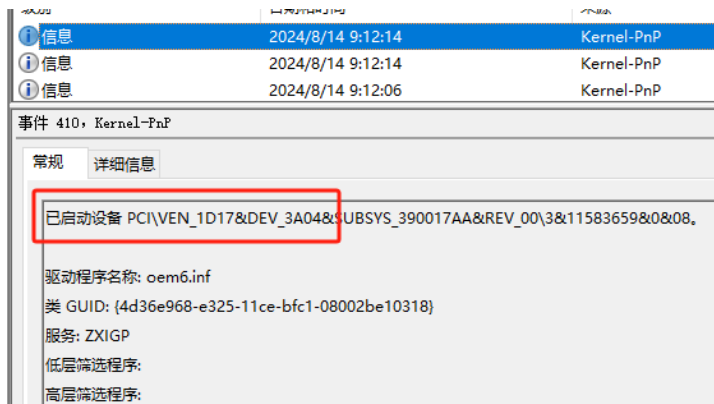 信息 2024/8/14 9:12:14 Kernel-PnP
信息 2024/8/14 9:12:14 Kernel-PnP
信息 2024/8/14 9:12:06 Kernel-PnP
事件 410，Kernel-PnP
常规 详细信息
已启动设备 PCI\VEN_1D17&DEV_3A04&SUBSYS_390017AA&REV_00\3&11583659&0&08。
驱动程序名称: oem6.inf
类 GUID: {4d36e968-e325-11ce-bfc1-08002be10318}
服务: ZXIGP
低层筛选程序:
高层筛选程序: